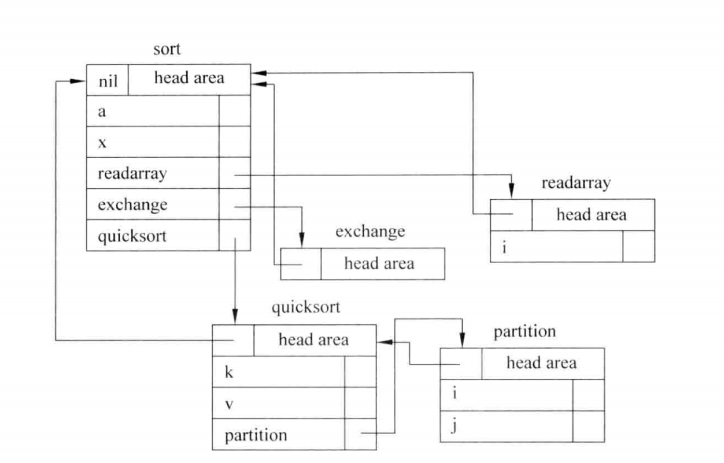 sort
nil head area
a
x
readarray
exchange
quicksort
readarray
head area
i
exchange
head area
quicksort
head area
k
v
partition
partition
head area
i
j